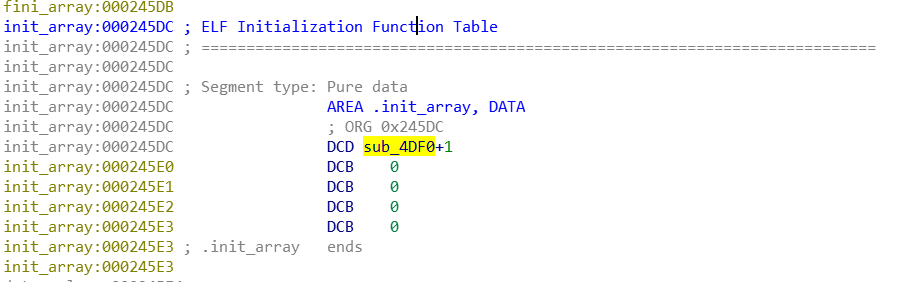 fini_array:000245DB
init_array:000245DC ; ELF Initialization Function Table
init_array:000245DC ; ===========================================================================
init_array:000245DC
init_array:000245DC ; Segment type: Pure data
init_array:000245DC AREA .init_array, DATA
init_array:000245DC ; ORG 0x245DC
init_array:000245DC DCD sub_4DF0+1
init_array:000245E0 DCB 0
init_array:000245E1 DCB 0
init_array:000245E2 DCB 0
init_array:000245E3 DCB 0
init_array:000245E3 ; .init_array ends
init_array:000245E3